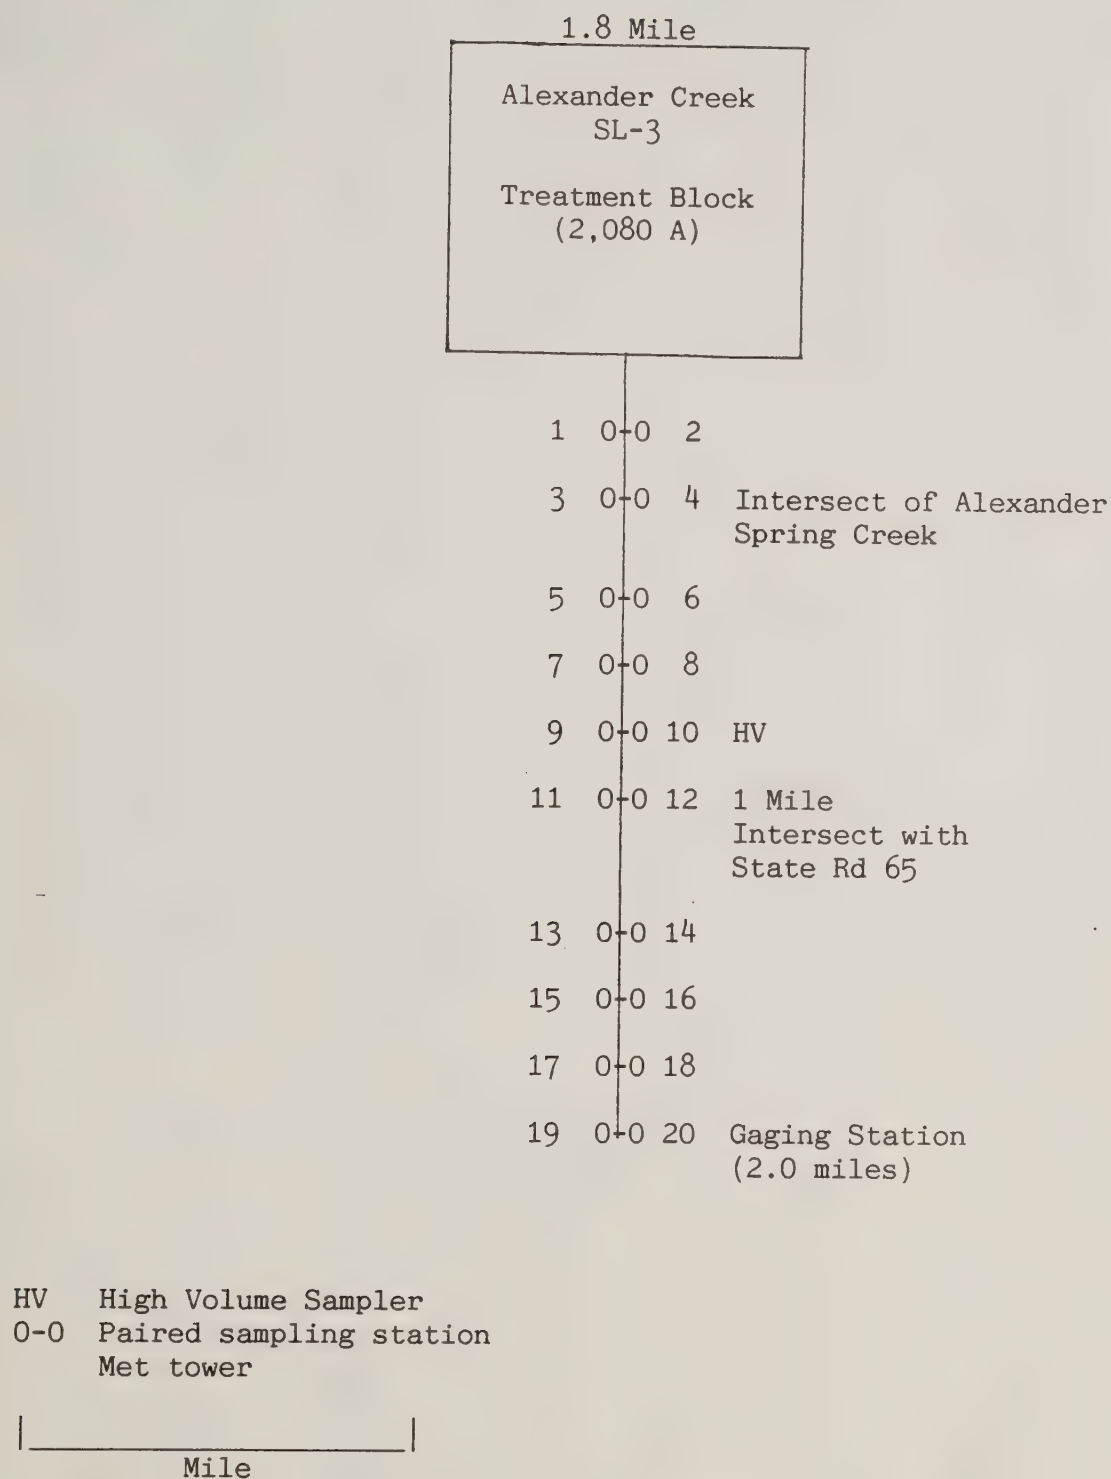 1.8 Mile
Alexander Creek
SL-3
Treatment Block
(2,080 A)
1 0-0 2
3 0-0 4 Intersect of Alexander
Spring Creek
5 0-0 6
7 0-0 8
9 0-0 10 HV
11 0-0 12 1 Mile
Intersect with
State Rd 65
13 0-0 14
15 0-0 16
17 0-0 18
19 0-0 20 Gaging Station
(2.0 miles)
HV High Volume Sampler
0-0 Paired sampling station
Met tower
Mile